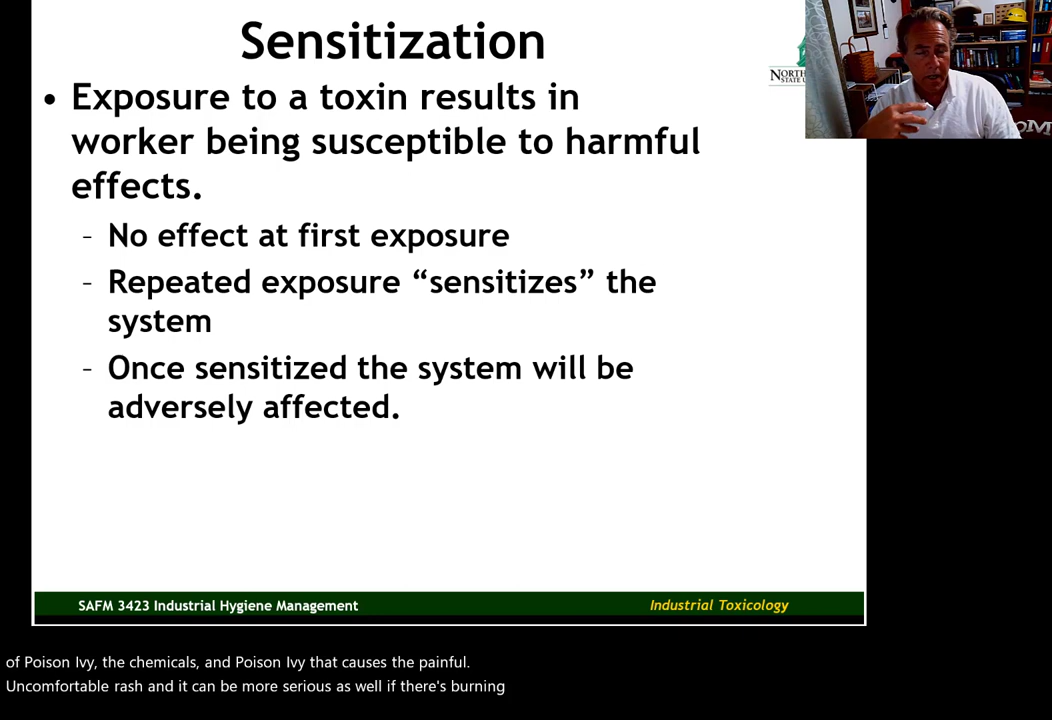 Sensitization
• Exposure to a toxin results in
worker being susceptible to harmful
effects.
- No effect at first exposure
- Repeated exposure “sensitizes” the
system
- Once sensitized the system will be
adversely affected.
SAFM 3423 Industrial Hygiene Management
Industrial Toxicology
of Poison Ivy, the chemicals, and Poison Ivy that causes the painful.
Uncomfortable rash and it can be more serious as well if there's burning